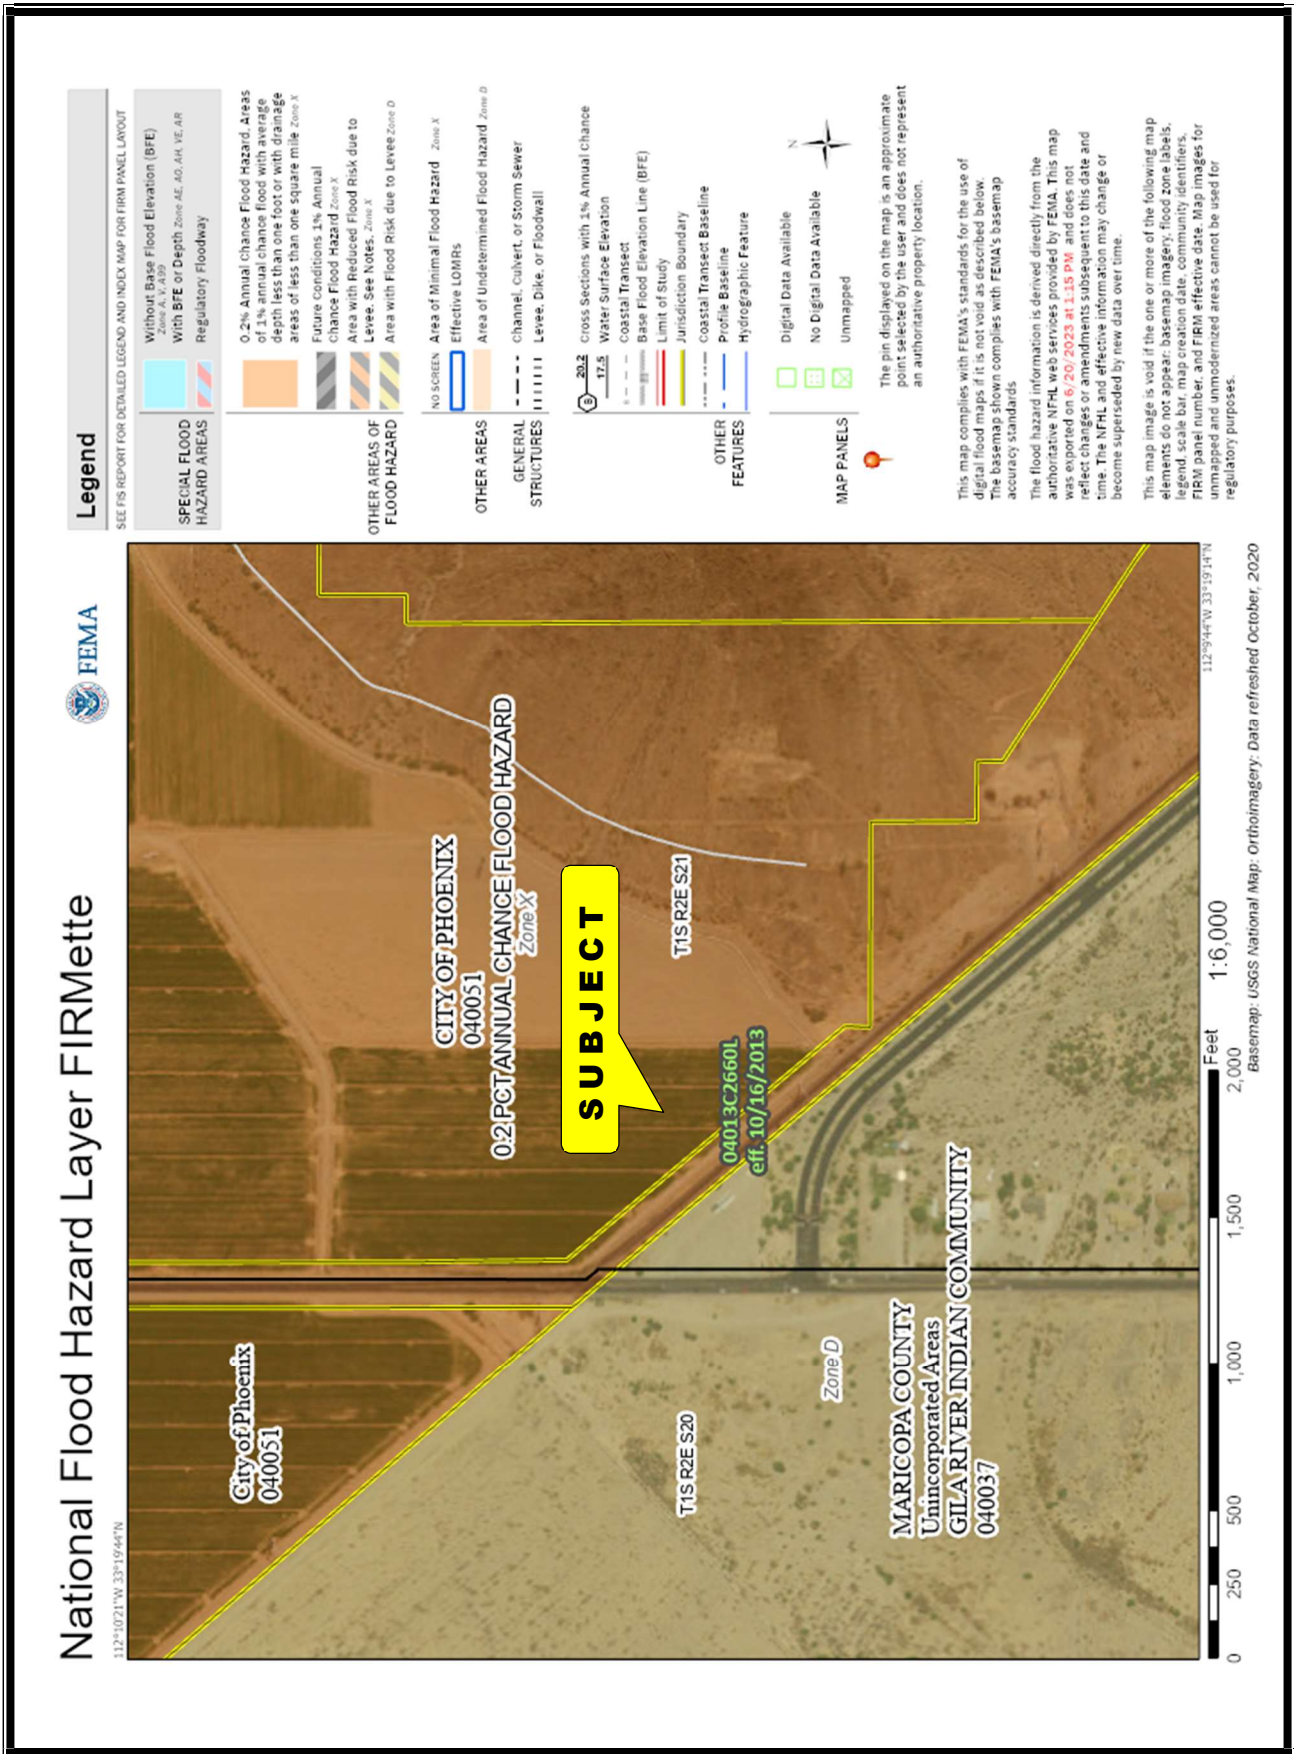 National Flood Hazard Layer FIRMette
FEMA
112°10'21"W 33°19'44"N
City of Phoenix
040051
CITY OF PHOENIX
040051
0.2 PCT ANNUAL CHANCE FLOOD HAZARD
Zone X
SUBJECT
T1S R2E S21
04013C2660L
eff. 10/16/2013
T1S R2E S20
Zone D
MARICOPA COUNTY
Unincorporated Areas
GILA RIVER INDIAN COMMUNITY
040037
112°9'44"W 33°19'14"N
0 250 500 1,000 1,500 2,000
Feet
1:6,000
Basemap: USGS National Map: Orthoimagery: Data refreshed October, 2020
Legend
SEE FIS REPORT FOR DETAILED LEGEND AND INDEX MAP FOR FIRM PANEL LAYOUT
SPECIAL FLOOD
HAZARD AREAS
Without Base Flood Elevation (BFE)
Zone A, V, A99
With BFE or Depth Zone AE, AO, AH, VE, AR
Regulatory Floodway
OTHER AREAS OF
FLOOD HAZARD
0.2% Annual Chance Flood Hazard, Areas
of 1% annual chance flood with average
depth less than one foot or with drainage
areas of less than one square mile Zone X
Future Conditions 1% Annual
Chance Flood Hazard Zone X
Area with Reduced Flood Risk due to
Levee. See Notes. Zone X
Area with Flood Risk due to Levee Zone D
OTHER AREAS
NO SCREEN Area of Minimal Flood Hazard Zone X
Effective LOMRs
Area of Undetermined Flood Hazard Zone D
GENERAL
STRUCTURES
Channel, Culvert, or Storm Sewer
Levee, Dike, or Floodwall
OTHER
FEATURES
B 20.2 Cross Sections with 1% Annual Chance
17.5 Water Surface Elevation
8 Coastal Transect
Base Flood Elevation Line (BFE)
Limit of Study
Jurisdiction Boundary
Coastal Transect Baseline
Profile Baseline
Hydrographic Feature
MAP PANELS
Digital Data Available
No Digital Data Available
Unmapped
N
The pin displayed on the map is an approximate
point selected by the user and does not represent
an authoritative property location.
This map complies with FEMA's standards for the use of
digital flood maps if it is not void as described below.
The basemap shown complies with FEMA's basemap
accuracy standards
The flood hazard information is derived directly from the
authoritative NFHL web services provided by FEMA. This map
was exported on 6/20/2023 at 1:15 PM and does not
reflect changes or amendments subsequent to this date and
time. The NFHL and effective information may change or
become superseded by new data over time.
This map image is void if the one or more of the following map
elements do not appear: basemap imagery, flood zone labels,
legend, scale bar, map creation date, community identifiers,
FIRM panel number, and FIRM effective date. Map images for
unmapped and unmodernized areas cannot be used for
regulatory purposes.